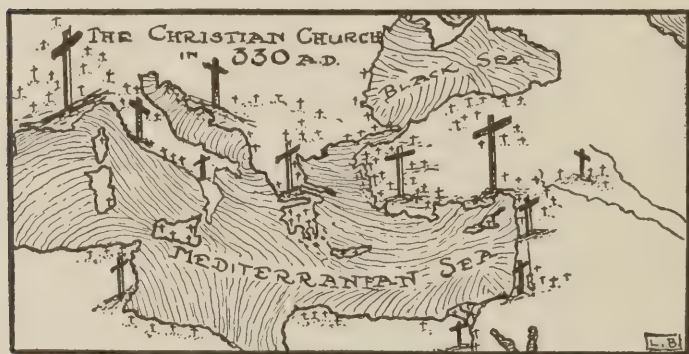 THE CHRISTIAN CHURCH
IN 330 A.D.
BLACK SEA
MEDITERRANEAN SEA
L.B